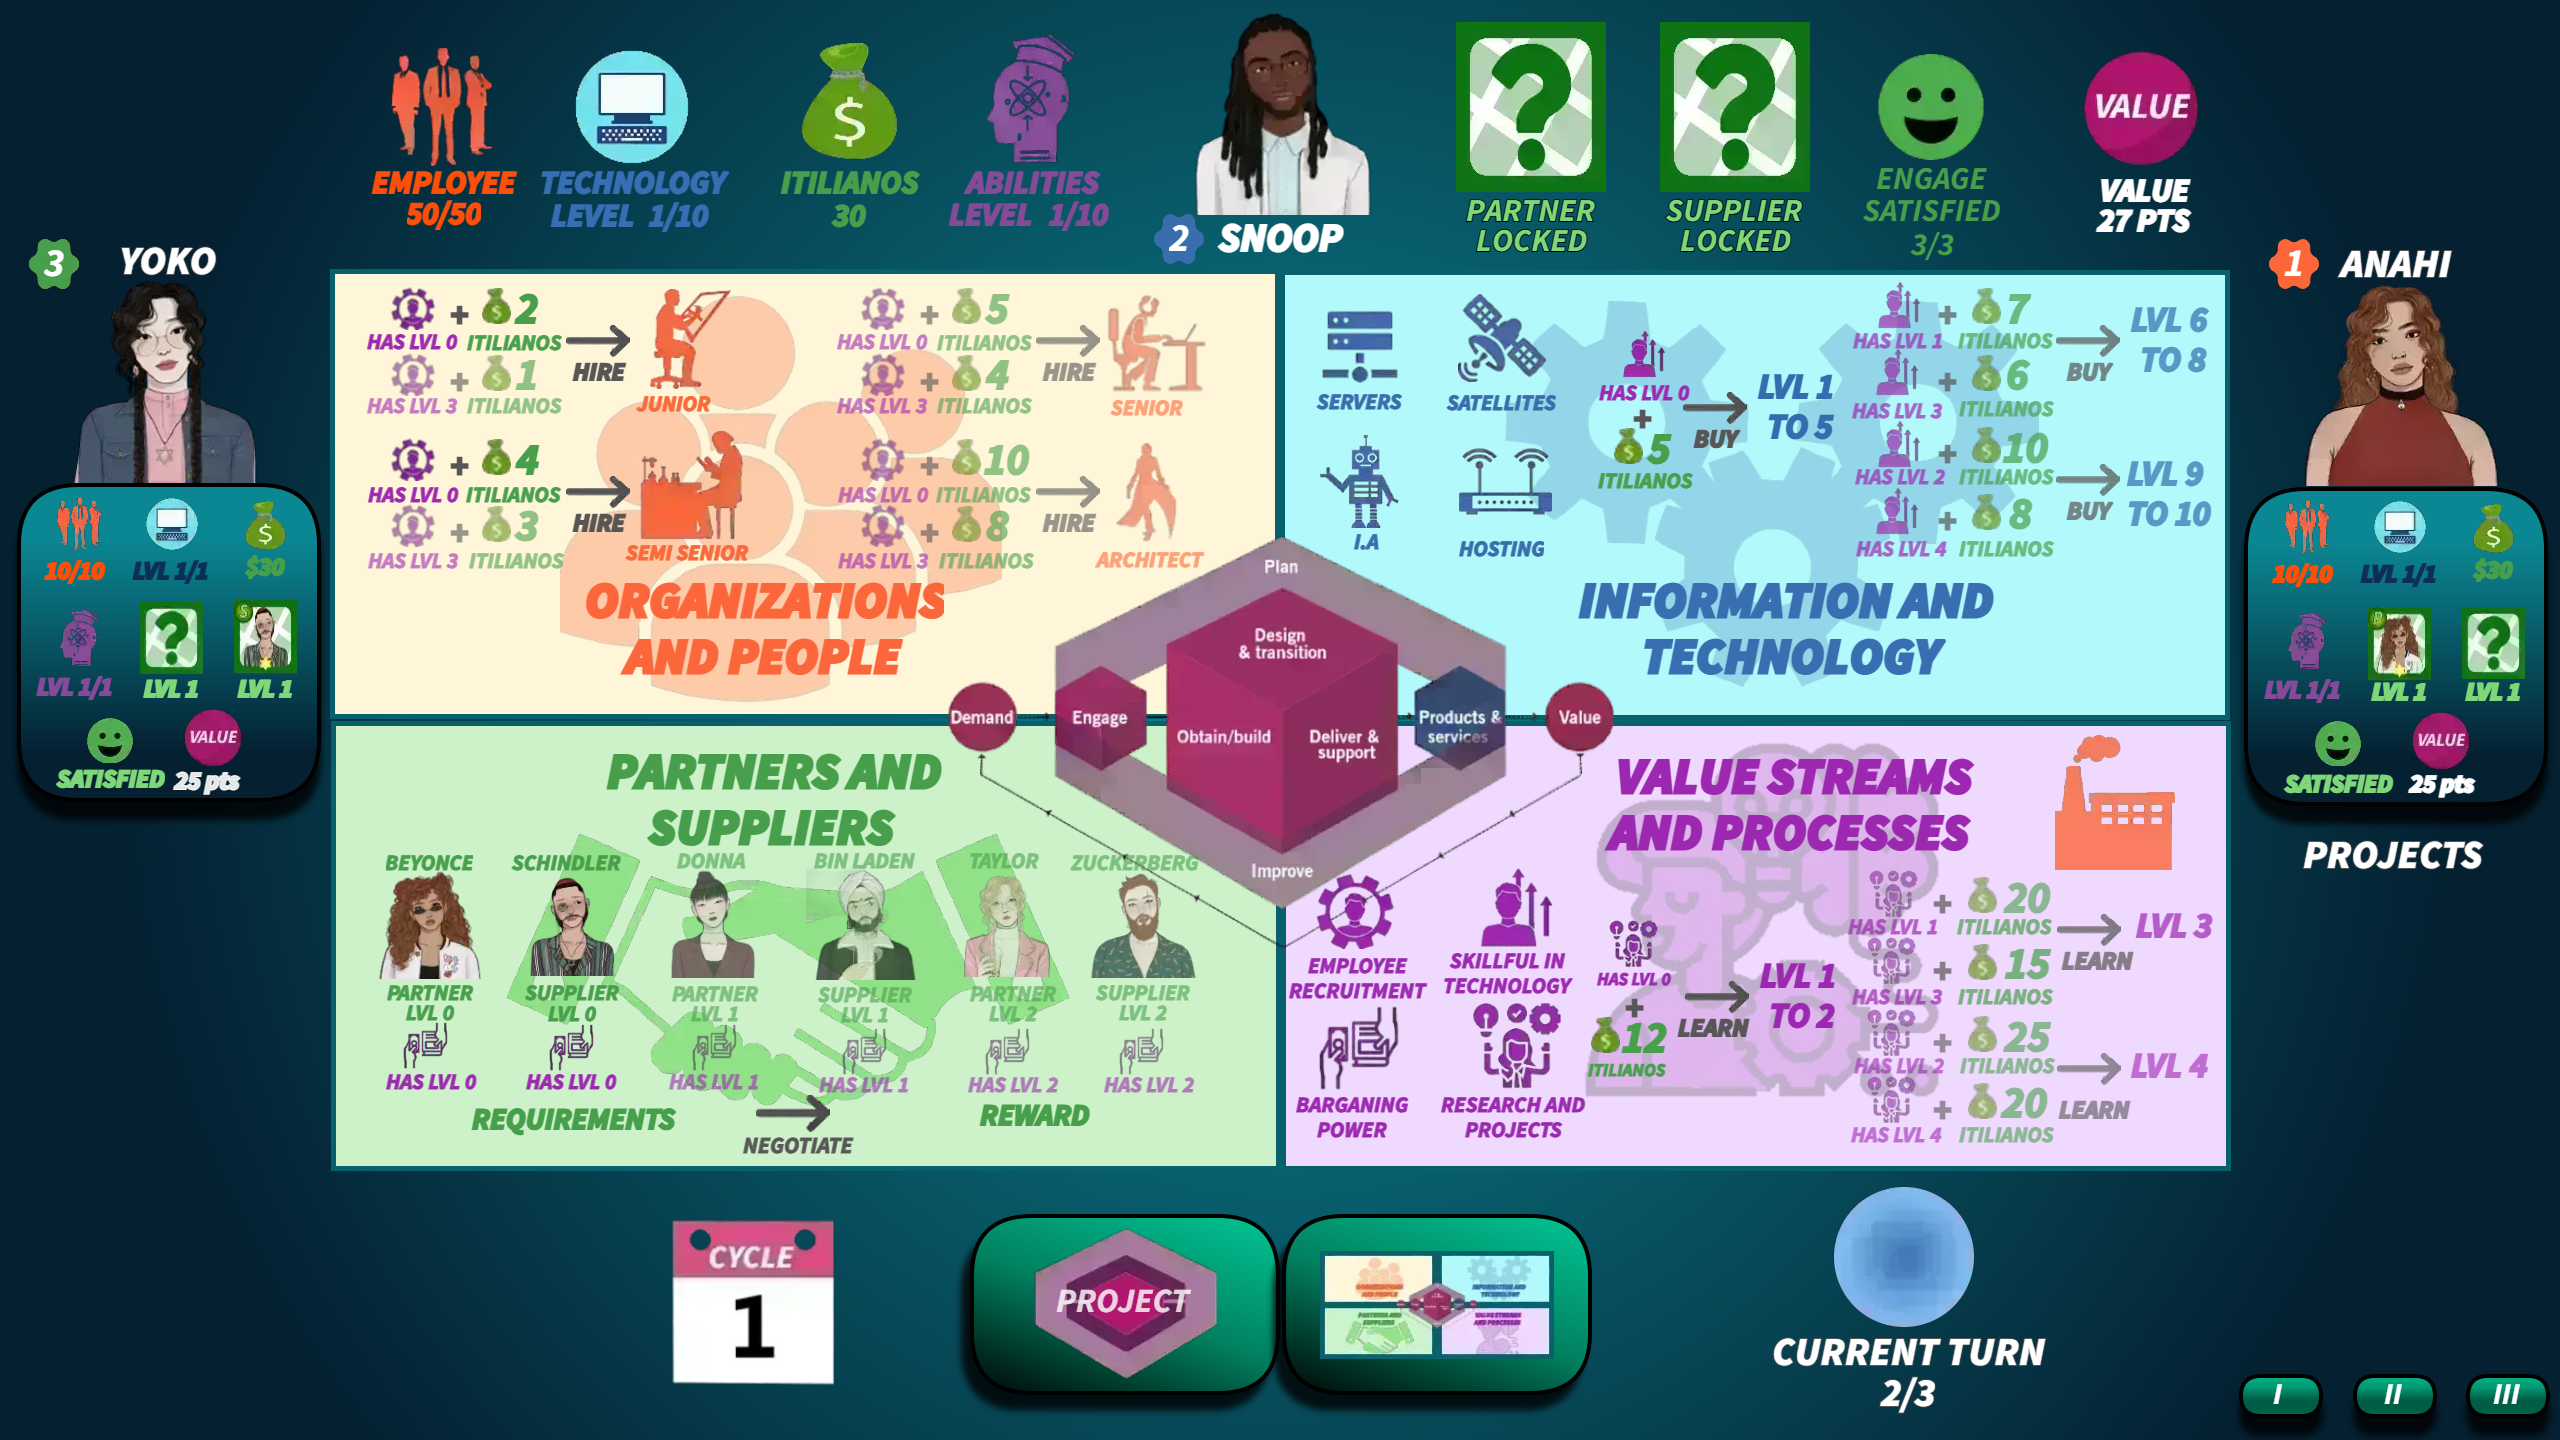 EMPLOYEE
50/50
TECHNOLOGY
LEVEL 1/10
$
ITILIANOS
30
ABILITIES
LEVEL 1/10
2 SNOOP
?
PARTNER
LOCKED
?
SUPPLIER
LOCKED
ENGAGE
SATISFIED
3/3
VALUE
VALUE
27 PTS
3 YOKO
10/10
LVL 1/1
$30
LVL 1/1
LVL 1
LVL 1
SATISFIED
VALUE
25 pts
1 ANAHI
10/10
LVL 1/1
$30
LVL 1/1
LVL 1
LVL 1
SATISFIED
VALUE
25 pts
PROJECTS
+ 2
HAS LVL 0 ITILIANOS
+ 1
HAS LVL 3 ITILIANOS
HIRE
JUNIOR
+ 5
HAS LVL 0 ITILIANOS
+ 4
HAS LVL 3 ITILIANOS
HIRE
SENIOR
+ 4
HAS LVL 0 ITILIANOS
+ 3
HAS LVL 3 ITILIANOS
HIRE
SEMI SENIOR
+ 10
HAS LVL 0 ITILIANOS
+ 8
HAS LVL 3 ITILIANOS
HIRE
ARCHITECT
ORGANIZATIONS
AND PEOPLE
SERVERS
SATELLITES
I.A
HOSTING
HAS LVL 0
+
5
ITILIANOS
BUY
LVL 1
TO 5
+ 7
HAS LVL 1 ITILIANOS
+ 6
HAS LVL 3 ITILIANOS
BUY
LVL 6
TO 8
+ 10
HAS LVL 2 ITILIANOS
+ 8
HAS LVL 4 ITILIANOS
BUY
LVL 9
TO 10
INFORMATION AND
TECHNOLOGY
Plan
Design
& transition
Demand
Engage
Obtain/build
Deliver &
support
Products &
services
Value
Improve
PARTNERS AND
SUPPLIERS
BEYONCE
PARTNER
LVL 0
HAS LVL 0
SCHINDLER
SUPPLIER
LVL 0
HAS LVL 0
DONNA
PARTNER
LVL 1
HAS LVL 1
BIN LADEN
SUPPLIER
LVL 1
HAS LVL 1
TAYLOR
PARTNER
LVL 2
HAS LVL 2
ZUCKERBERG
SUPPLIER
LVL 2
HAS LVL 2
REQUIREMENTS
NEGOTIATE
REWARD
VALUE STREAMS
AND PROCESSES
EMPLOYEE
RECRUITMENT
SKILLFUL IN
TECHNOLOGY
BARGANING
POWER
RESEARCH AND
PROJECTS
HAS LVL 0
+
12
ITILIANOS
LEARN
LVL 1
TO 2
+ 20
HAS LVL 1 ITILIANOS
+ 15
HAS LVL 3 ITILIANOS
LEARN
LVL 3
+ 25
HAS LVL 2 ITILIANOS
+ 20
HAS LVL 4 ITILIANOS
LEARN
LVL 4
CYCLE
1
PROJECT
CURRENT TURN
2/3
I
II
III